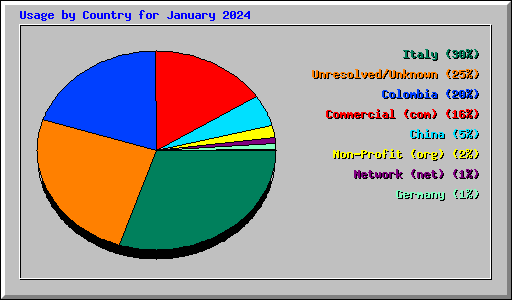 Usage by Country for January 2024
Italy (30%)
Unresolved/Unknown (25%)
Colombia (20%)
Commercial (com) (16%)
China (5%)
Non-Profit (org) (2%)
Network (net) (1%)
Germany (1%)